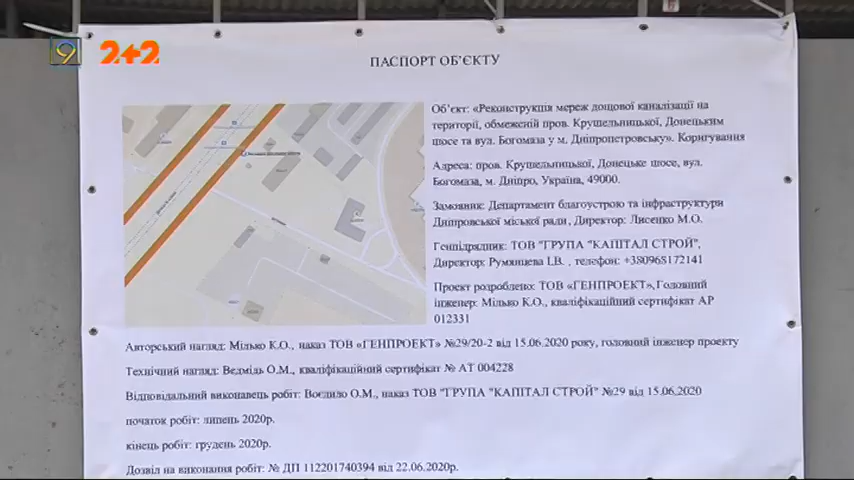 9 2+2
ПАСПОРТ ОБ'ЄКТУ
Об'єкт: «Реконструкція мереж дощової каналізації на
території, обмеженій пров. Крушельницької, Донецьким
шосе та вул. Богомаза у м. Дніпропетровську». Коригування
Адреса: пров. Крушельницької, Донецьке шосе, вул.
Богомаза, м. Дніпро, Україна, 49000.
Замовник: Департамент благоустрою та інфраструктури
Дніпровської міської ради, Директор: Лисенко М.О.
Генпідрядник: ТОВ "ГРУПА "КАПІТАЛ СТРОЙ",
Директор: Румянцева І.В. , телефон: +380968172141
Проект розроблено: ТОВ «ГЕНПРОЕКТ»,Головний
інженер: Мілько К.О., кваліфікаційний сертифікат АР
012331
Авторський нагляд: Мілько К.О., наказ ТОВ «ГЕНПРОЕКТ» №29/20-2 від 15.06.2020 року, головний інженер проекту
Технічний нагляд: Ведмідь О.М., кваліфікаційний сертифікат № АТ 004228
Відповідальний виконавець робіт: Воєдило О.М., наказ ТОВ "ГРУПА "КАПІТАЛ СТРОЙ" №29 від 15.06.2020
початок робіт: липень 2020р.
кінець робіт: грудень 2020р.
Дозвіл на виконання робіт: № ДП 112201740394 від 22.06.2020р.